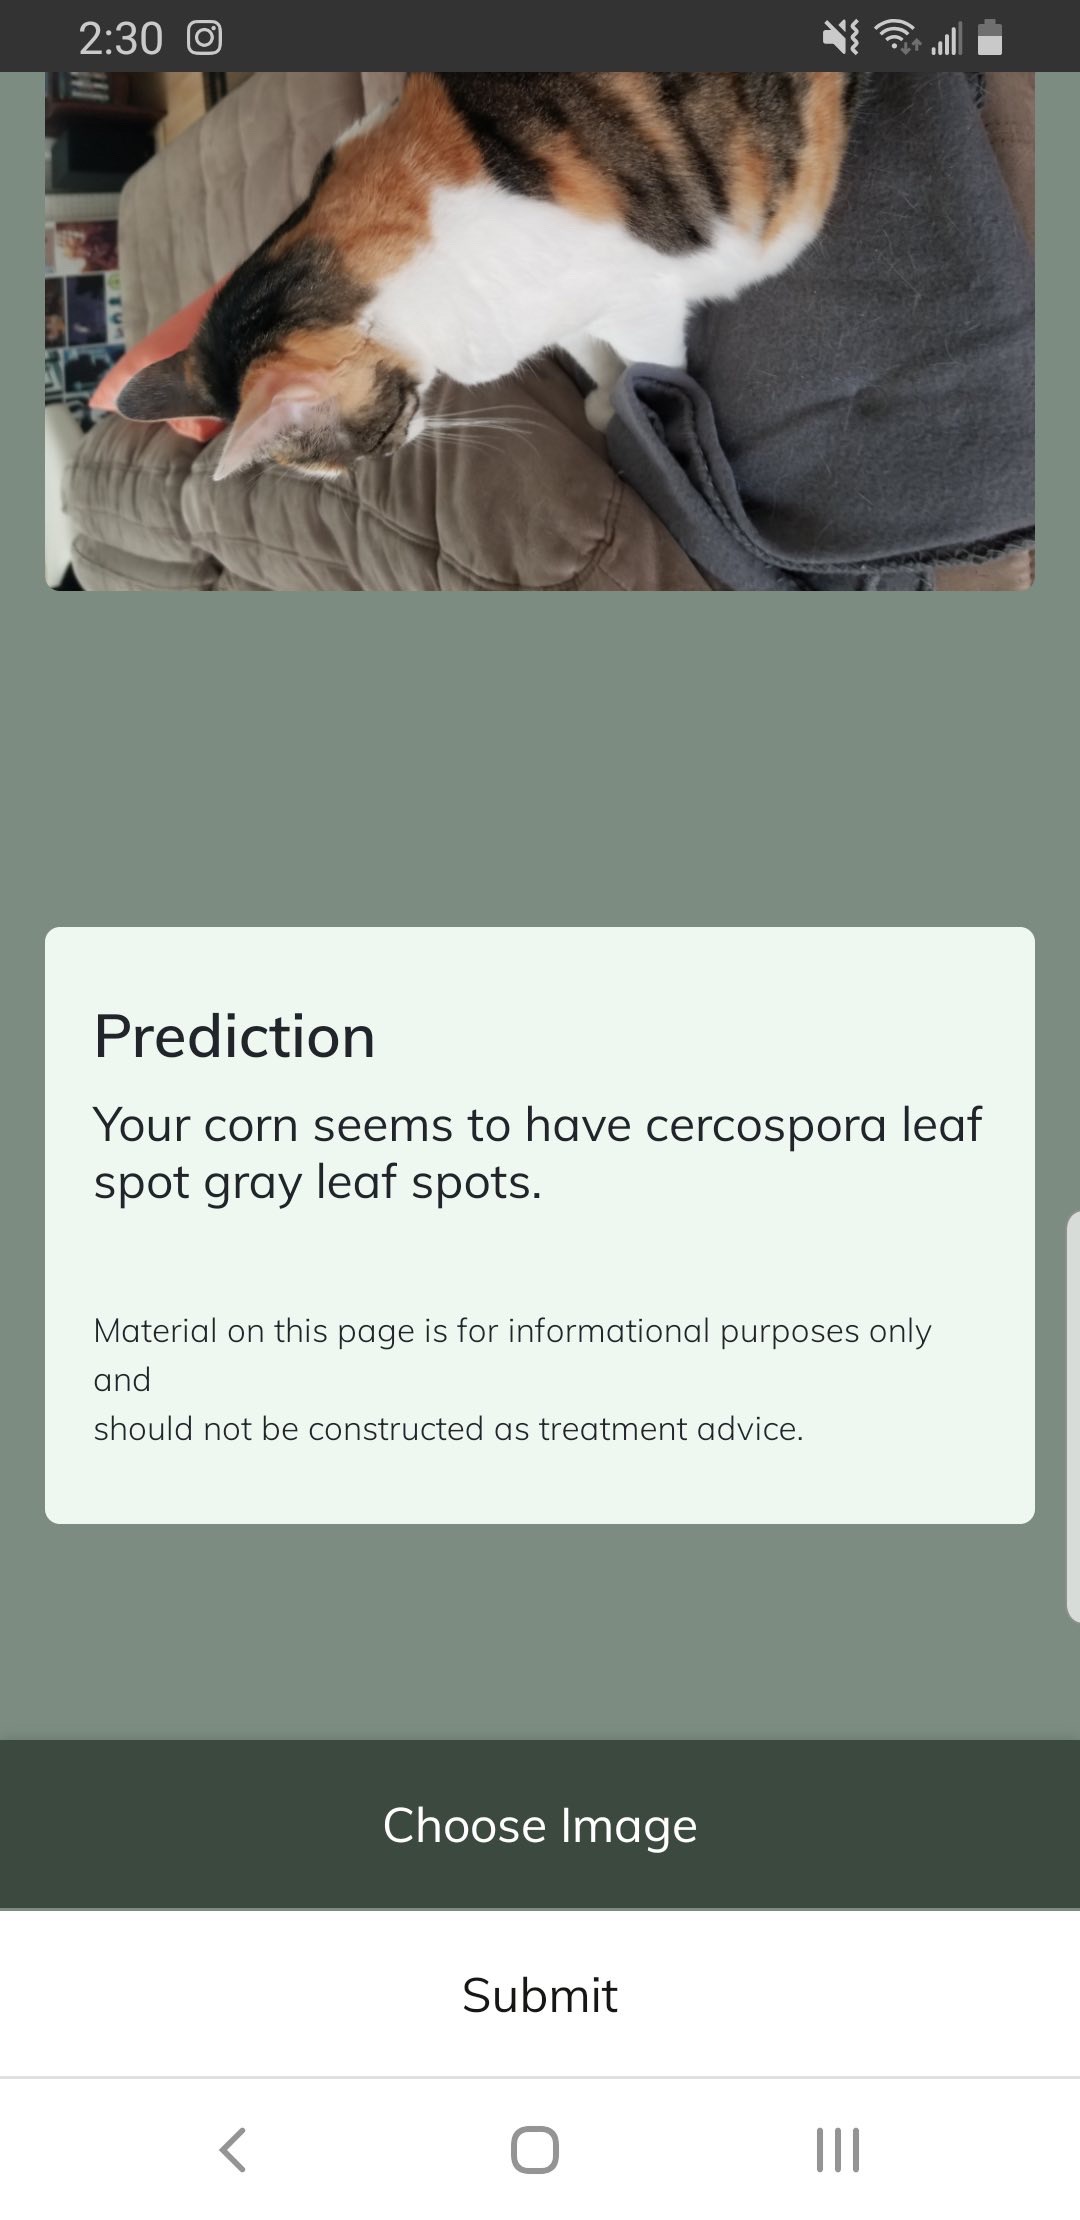 2:30
Prediction
Your corn seems to have cercospora leaf
spot gray leaf spots.
Material on this page is for informational purposes only
and
should not be constructed as treatment advice.
Choose Image
Submit